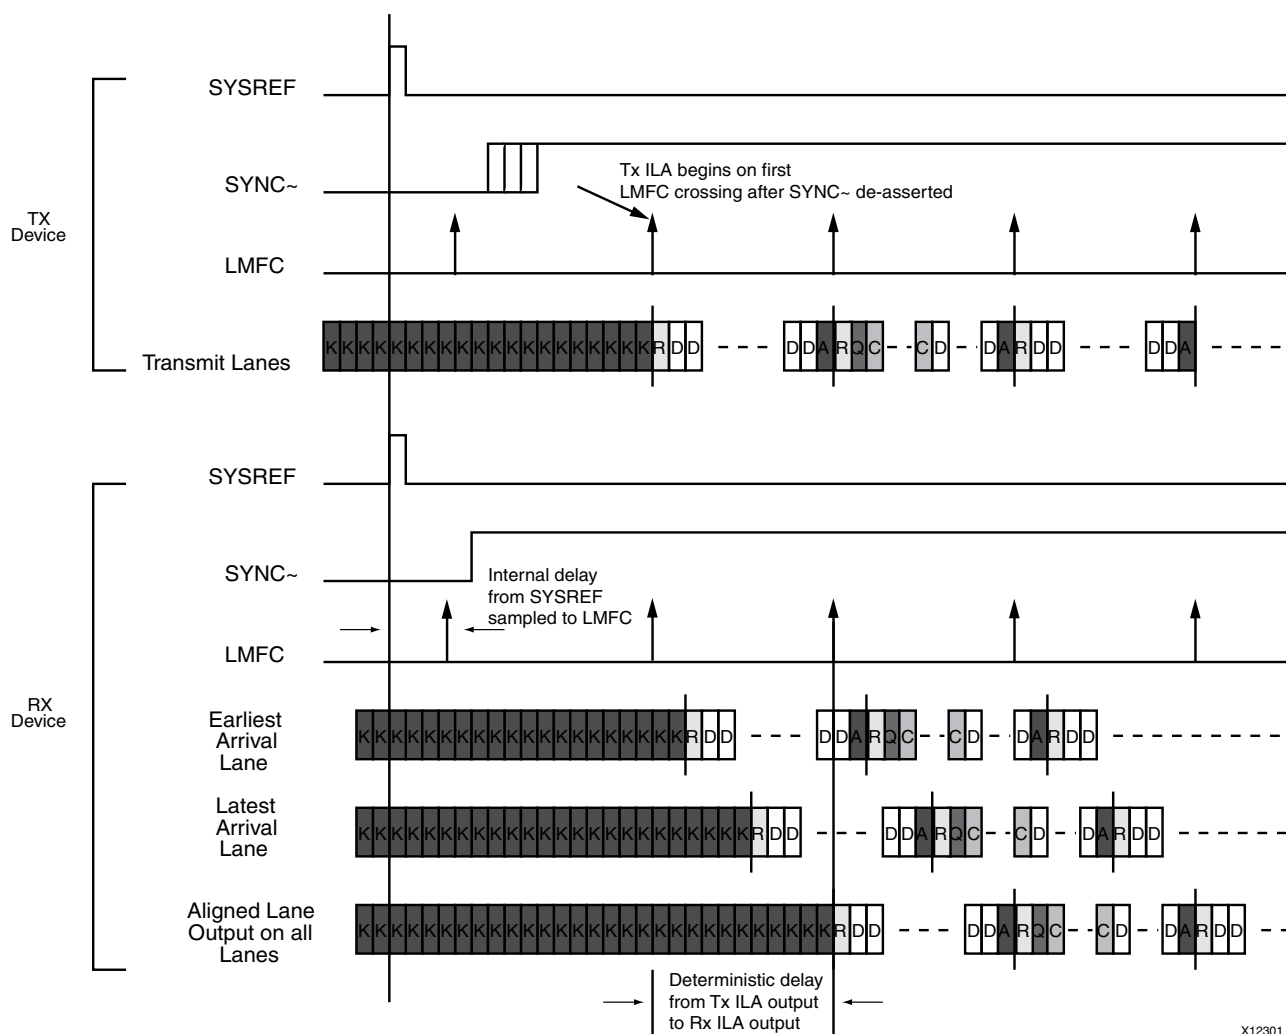 SYSREF
SYNC~
Tx ILA begins on first
LMFC crossing after SYNC~ de-asserted
TX
Device
LMFC
Transmit Lanes
KKKKKKKKKKKKKKKKKKKKRDD DDARQC CD DARDD DDA
SYSREF
SYNC~
Internal delay
from SYSREF
sampled to LMFC
LMFC
RX
Device
Earliest
Arrival
Lane
KKKKKKKKKKKKKKKKKKKKRDD DDARQC CD DARDD
Latest
Arrival
Lane
KKKKKKKKKKKKKKKKKKKKKKKKRDD DDARQC CD DARDD
Aligned Lane
Output on all
Lanes
KKKKKKKKKKKKKKKKKKKKKKKKKKKKKRDD DDARQC CD DARDD
Deterministic delay
from Tx ILA output
to Rx ILA output
X12301